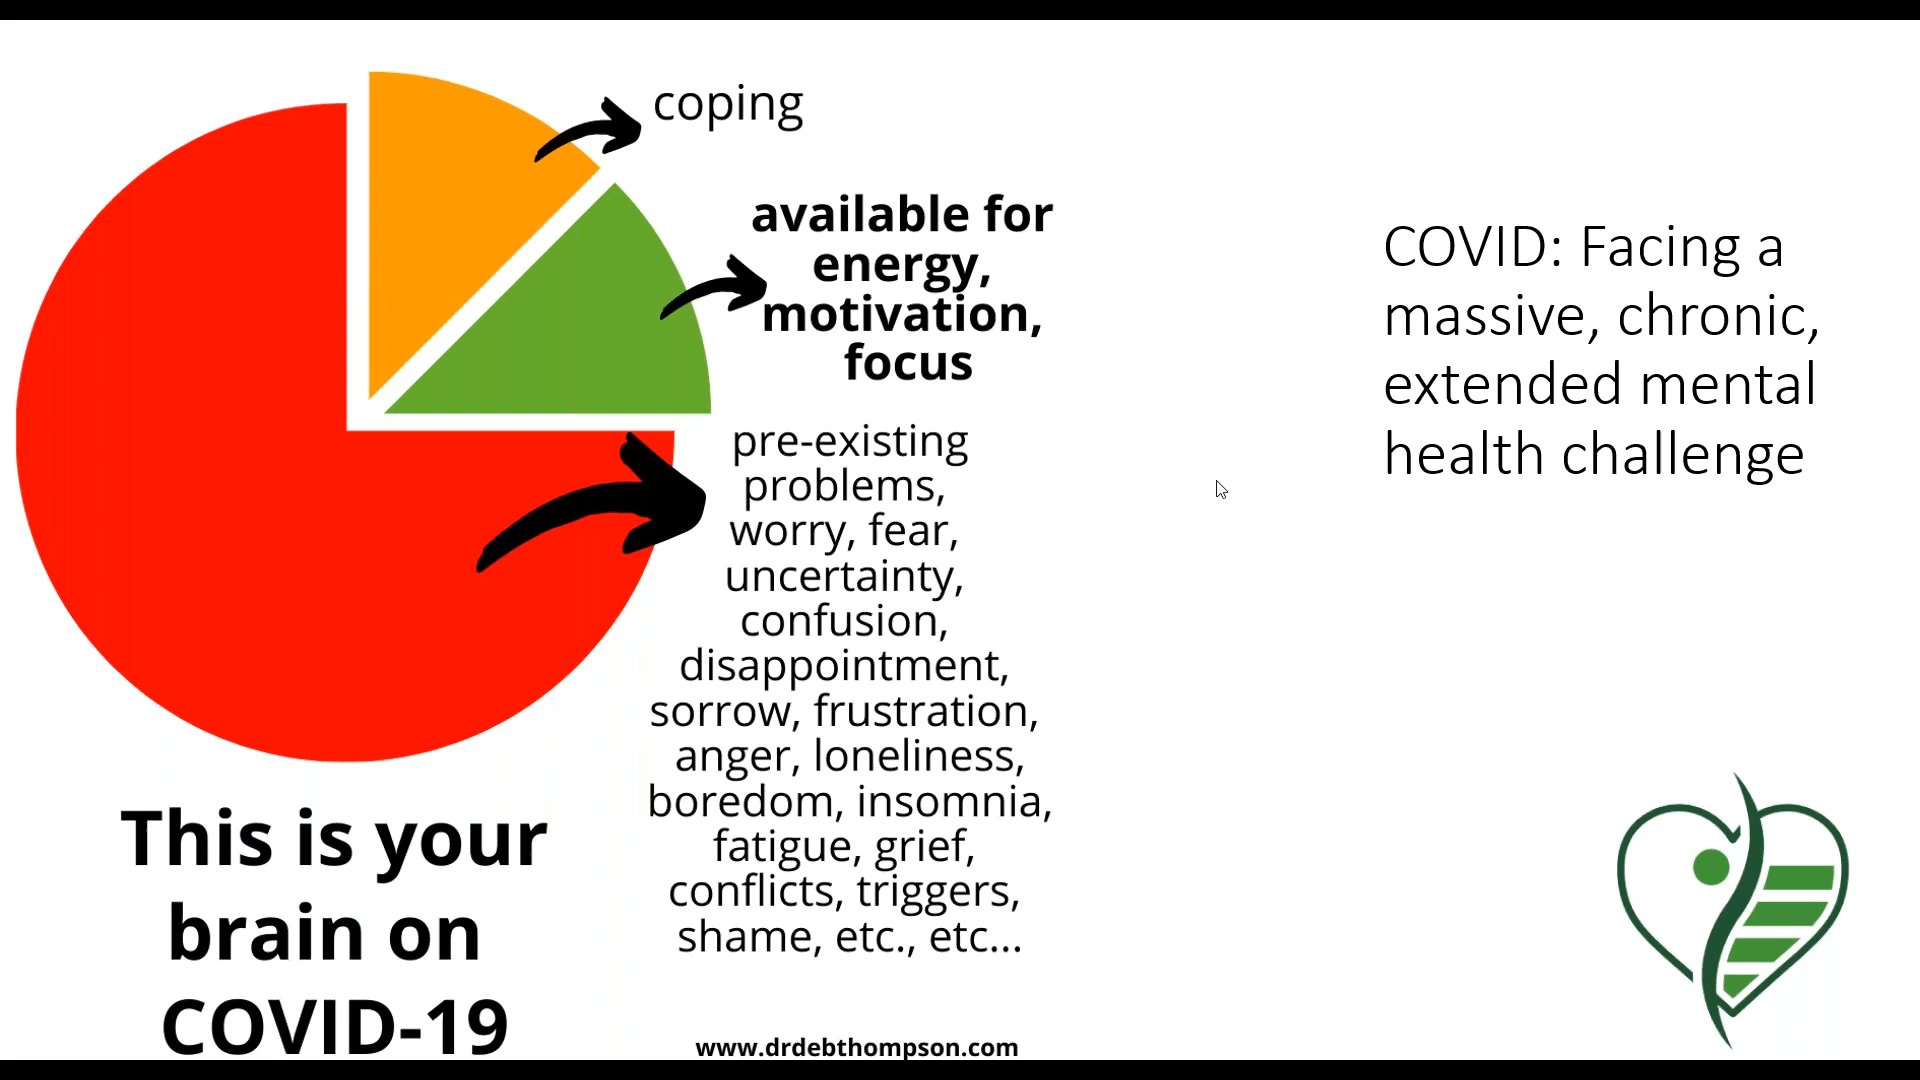 coping
available for
energy,
motivation,
focus
pre-existing
problems,
worry, fear,
uncertainty,
confusion,
disappointment,
sorrow, frustration,
anger, loneliness,
boredom, insomnia,
fatigue, grief,
conflicts, triggers,
shame, etc., etc...
This is your
brain on
COVID-19
www.drdebthompson.com
COVID: Facing a
massive, chronic,
extended mental
health challenge